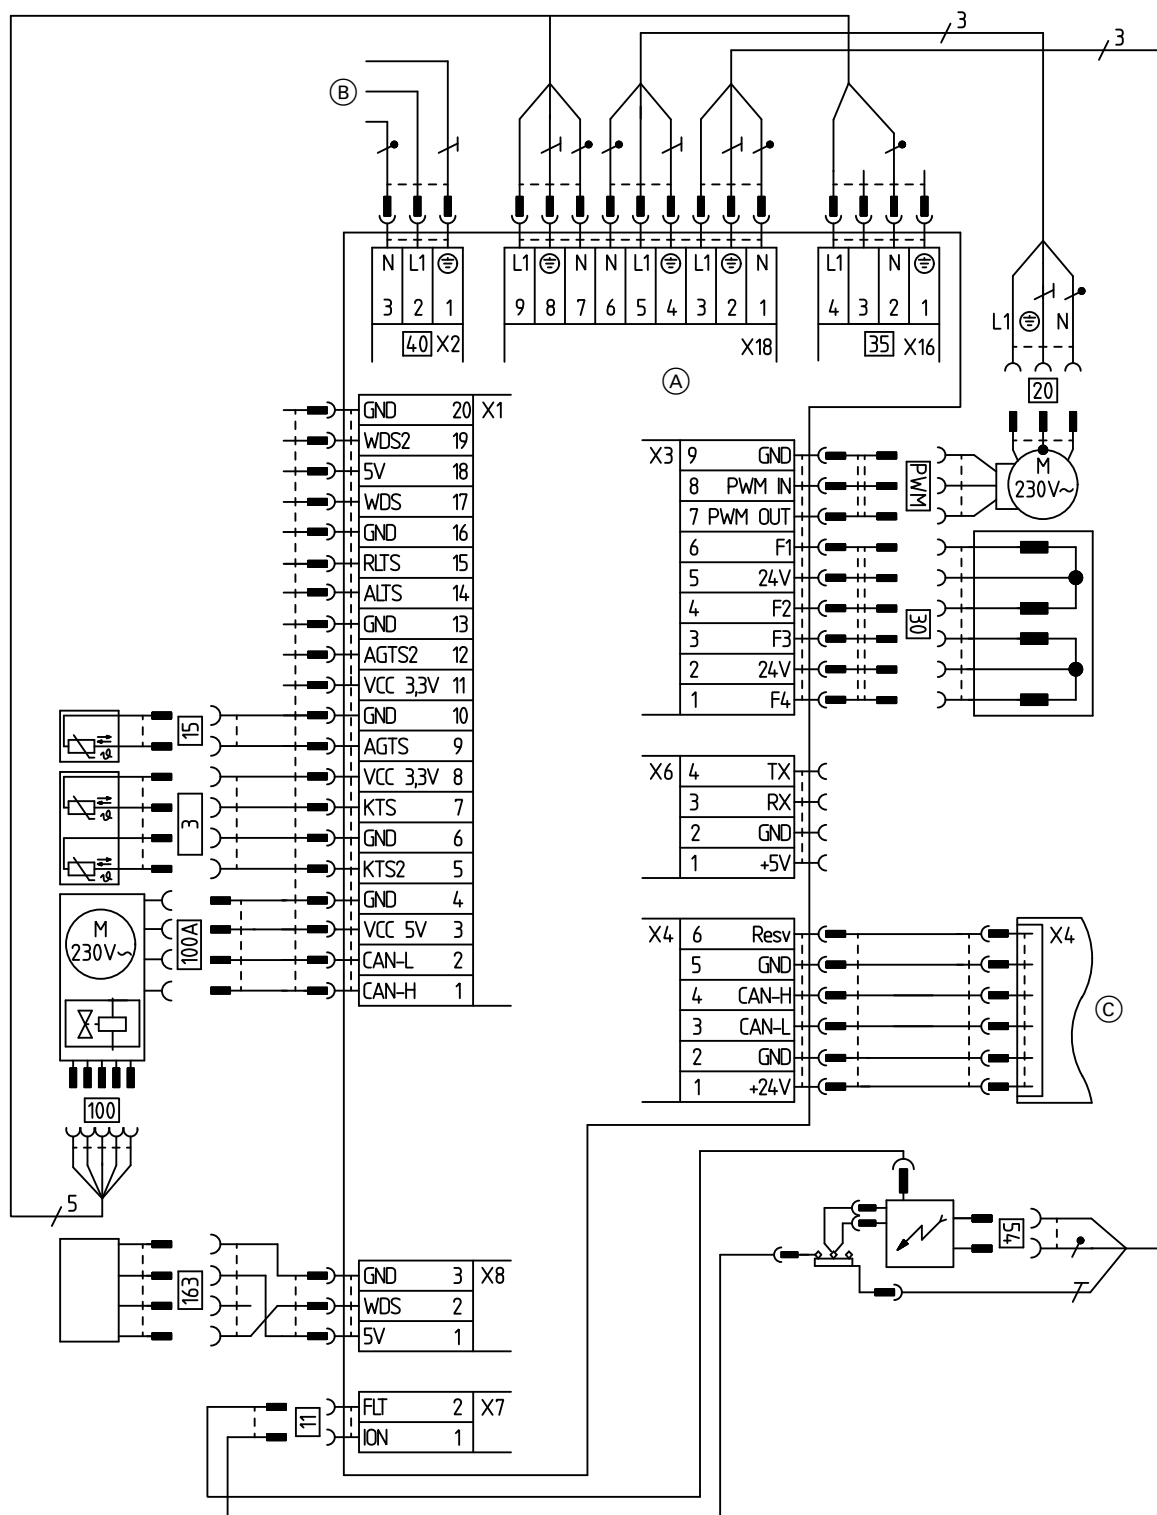 3
3
B
N L1
3 2 1
40 X2
L1 N N L1 L1 N
9 8 7 6 5 4 3 2 1
X18
L1 N
4 3 2 1
35 X16
L1 N
20
A
M
230V~
GND 20 X1
WDS2 19
5V 18
WDS 17
GND 16
RLTS 15
ALTS 14
GND 13
AGTS2 12
VCC 3,3V 11
GND 10
AGTS 9
VCC 3,3V 8
KTS 7
GND 6
KTS2 5
GND 4
VCC 5V 3
CAN-L 2
CAN-H 1
X3 9 GND
8 PWM IN
7 PWM OUT
6 F1
5 24V
4 F2
3 F3
2 24V
1 F4
PWM
30
15
ϑ
3
ϑ
ϑ
X6 4 TX
3 RX
2 GND
1 +5V
M
230V~
100A
100
5
X4 6 Resv
5 GND
4 CAN-H
3 CAN-L
2 GND
1 +24V
X4
C
54
163
GND 3 X8
WDS 2
5V 1
11
FLT 2 X7
ION 1